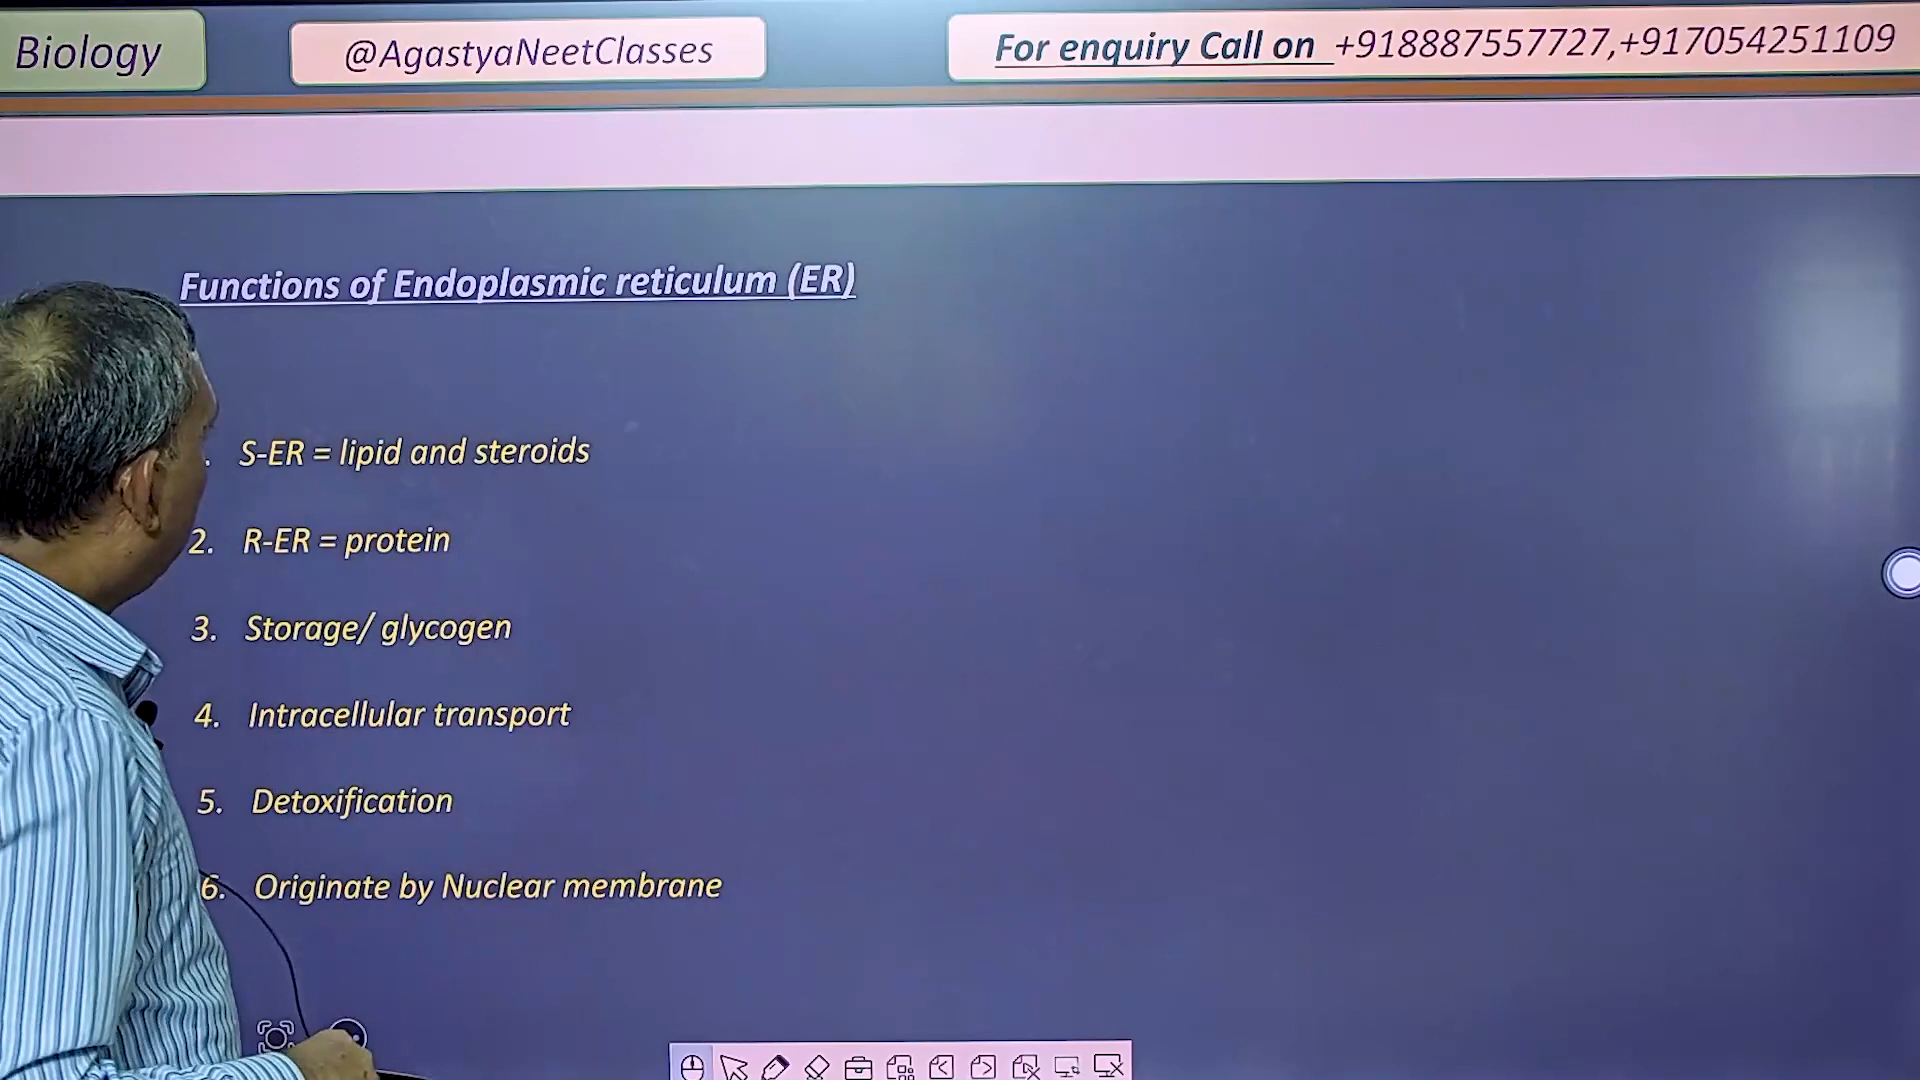 Biology
@AgastyaNeetClasses
For enquiry Call on +918887557727,+917054251109
Functions of Endoplasmic reticulum (ER)
. S-ER = lipid and steroids
2. R-ER = protein
3. Storage/ glycogen
4. Intracellular transport
5. Detoxification
6. Originate by Nuclear membrane